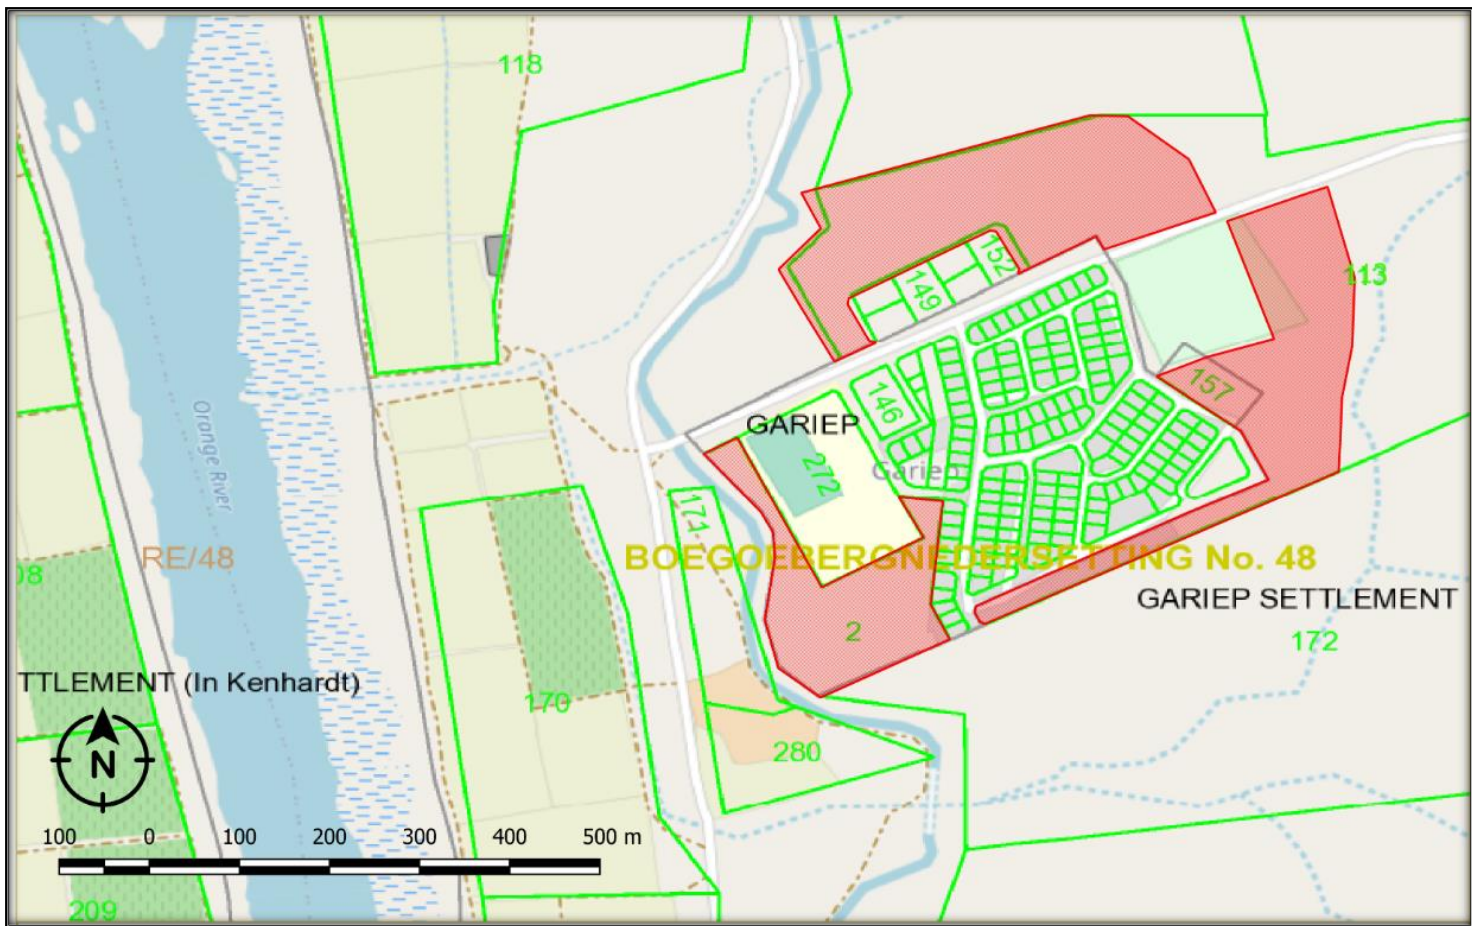 118
152
149
113
157
146
GARIEP
272
Gariep
Orange River
171
RE/48
BOEGOEBERGNEDERSETTING No. 48
08
GARIEP SETTLEMENT
2
172
TTLEMENT (In Kenhardt)
170
280
N
100 0 100 200 300 400 500 m
209